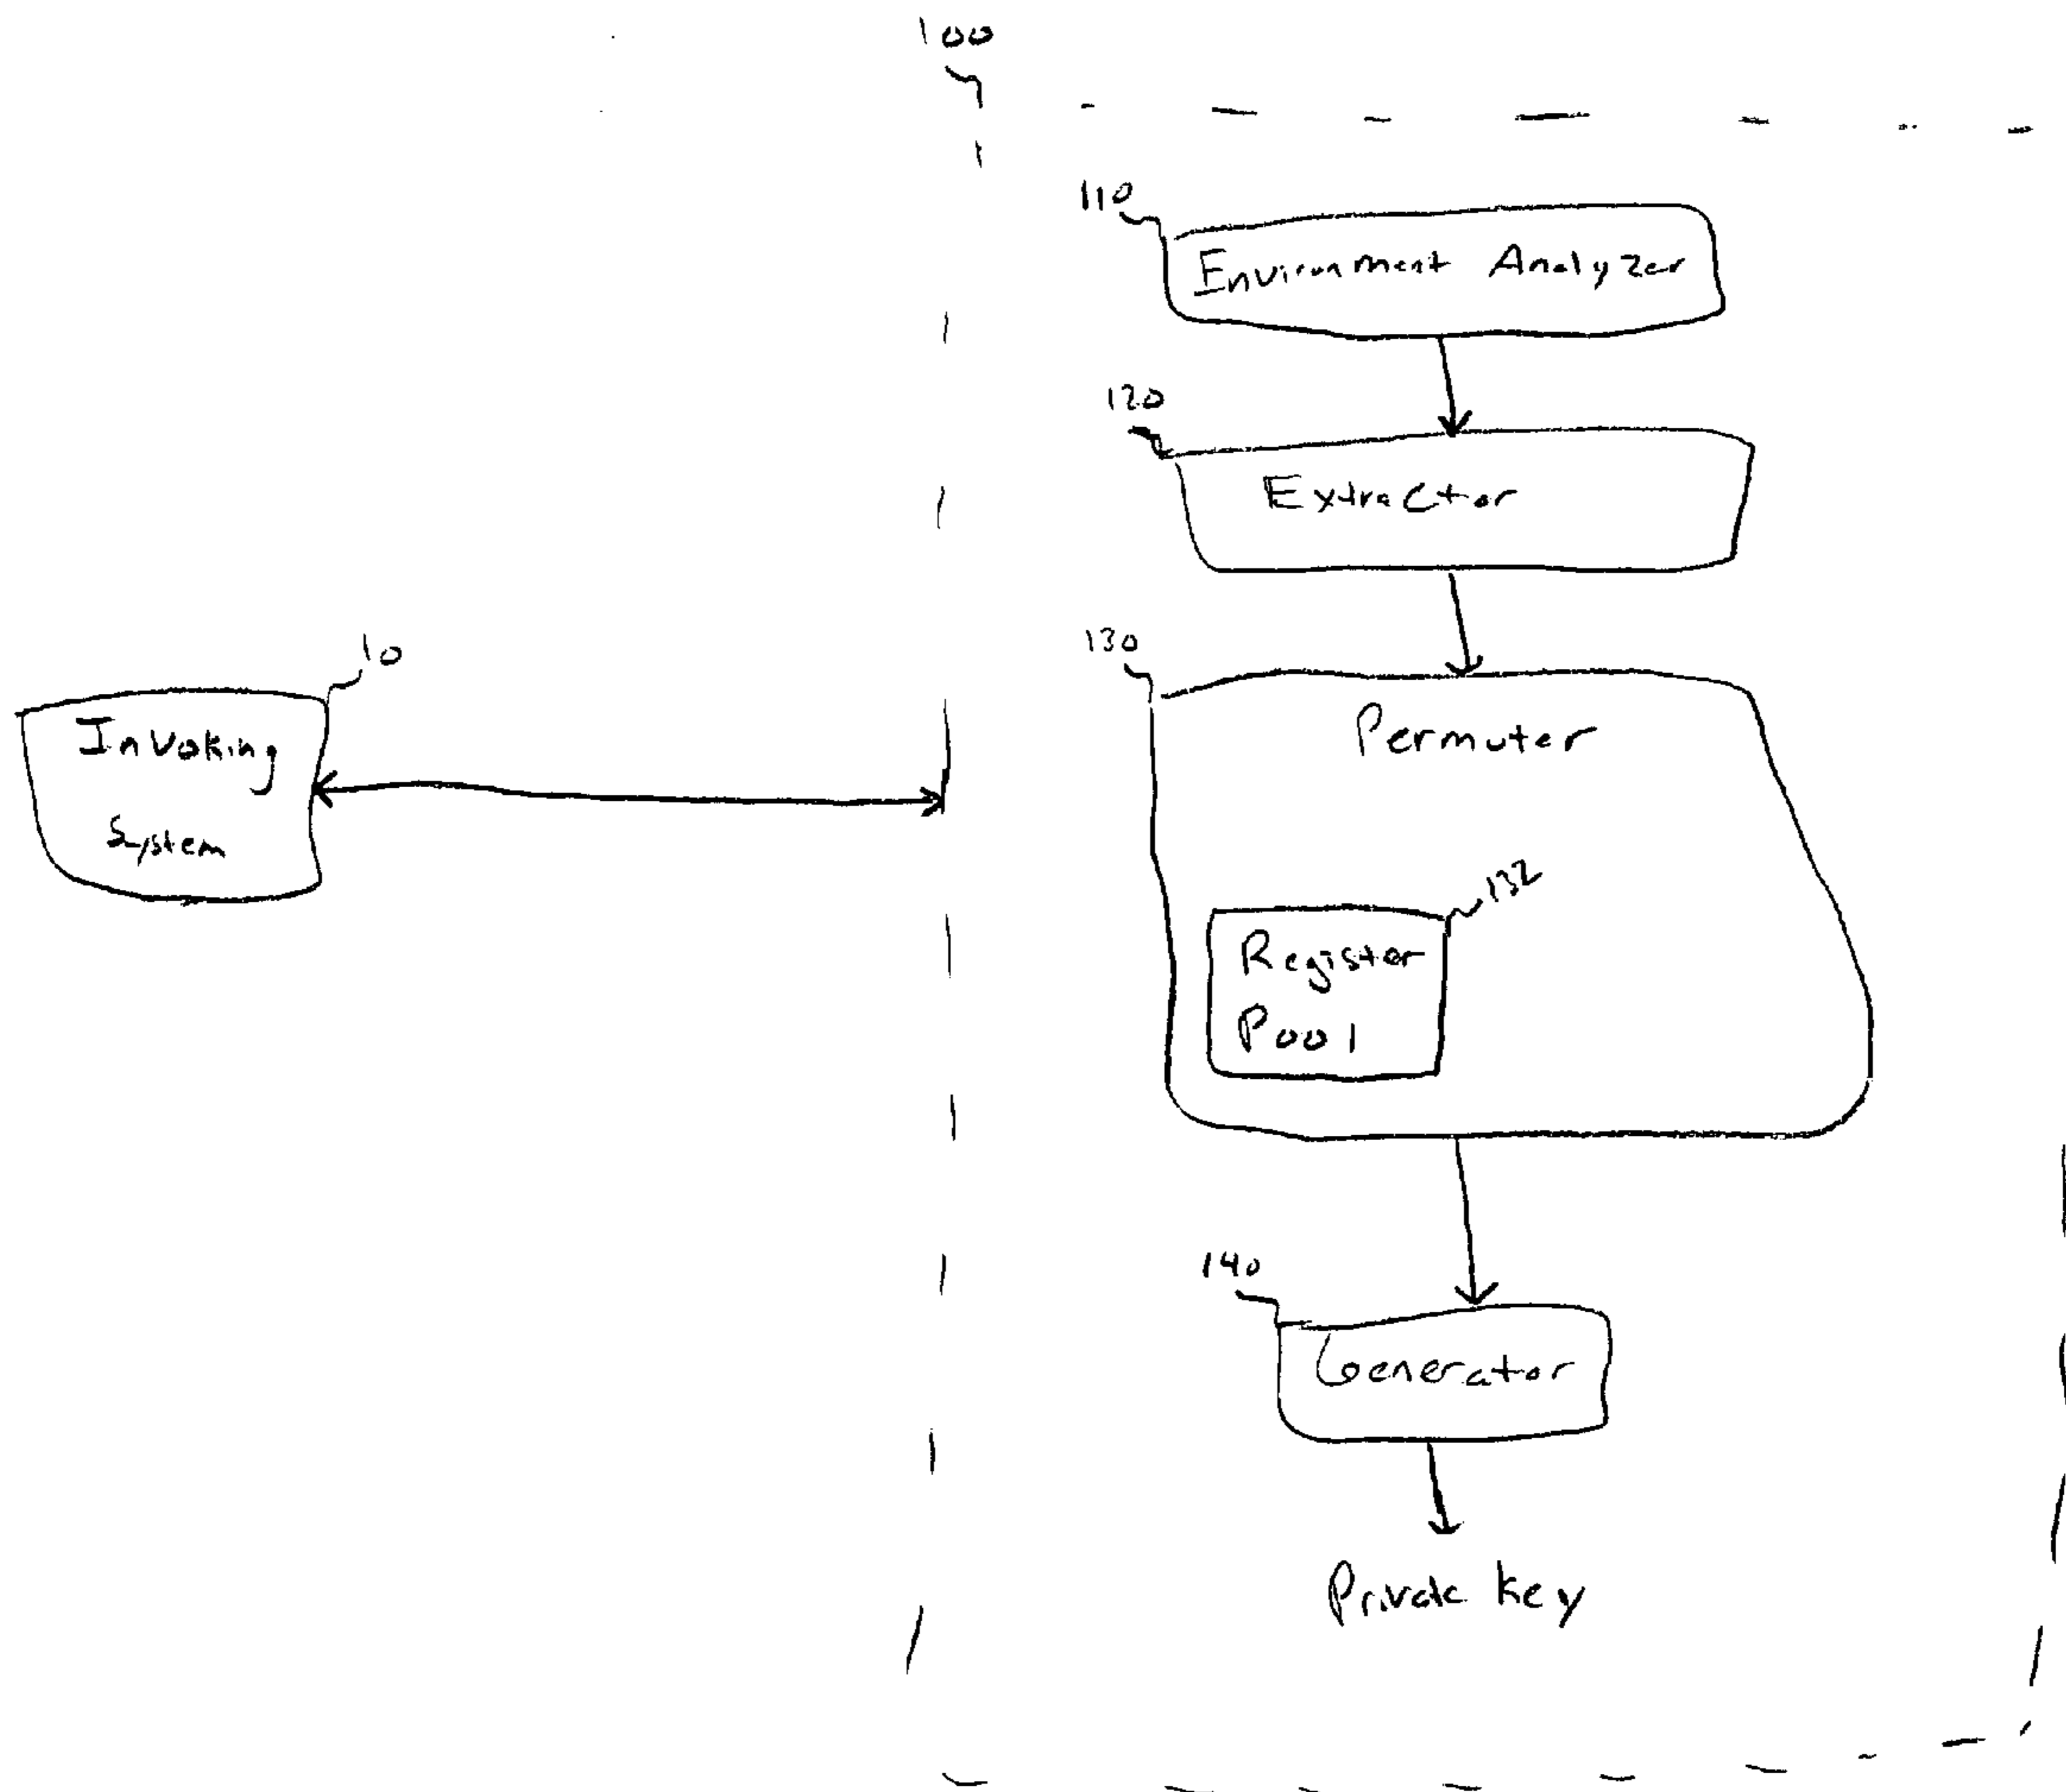 100
110
Environment Analyzer
120
Extractor
10
Invoking
System
130
Permuter
132
Register
Pool
140
Generator
Private Key